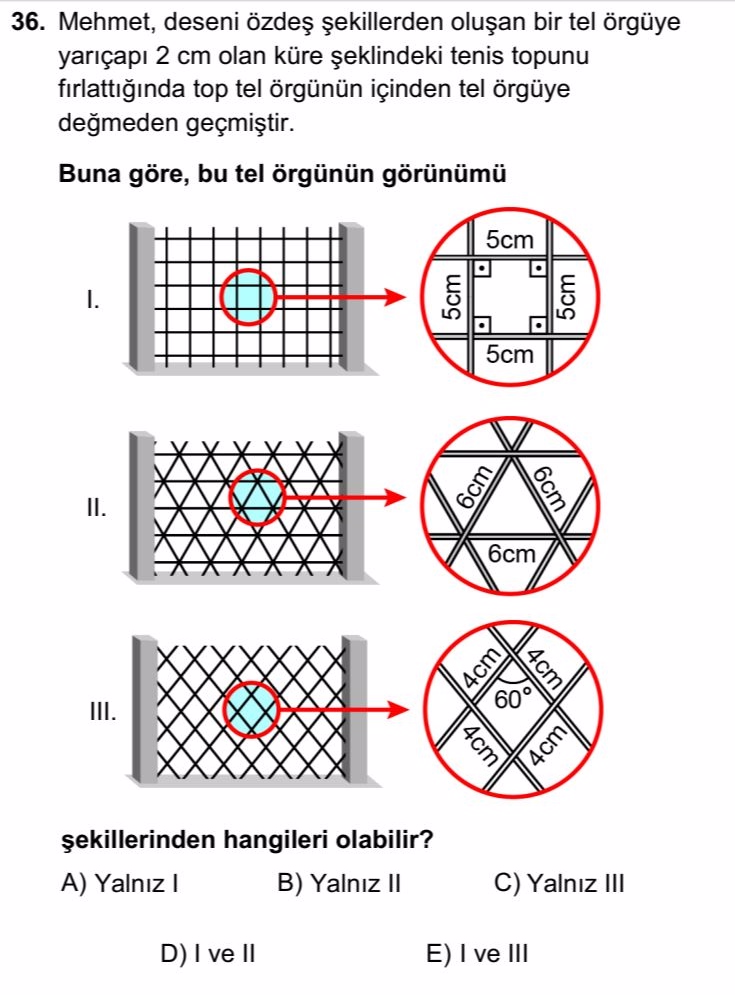 36. Mehmet, deseni özdeş şekillerden oluşan bir tel örgüye
yarıçapı 2 cm olan küre şeklindeki tenis topunu
fırlattığında top tel örgünün içinden tel örgüye
değmeden geçmiştir.
Buna göre, bu tel örgünün görünümü
I.
5cm
5cm
5cm
5cm
II.
6cm
6cm
6cm
III.
4cm
4cm
60°
4cm
4cm
şekillerinden hangileri olabilir?
A) Yalnız I B) Yalnız II C) Yalnız III
D) I ve II E) I ve III